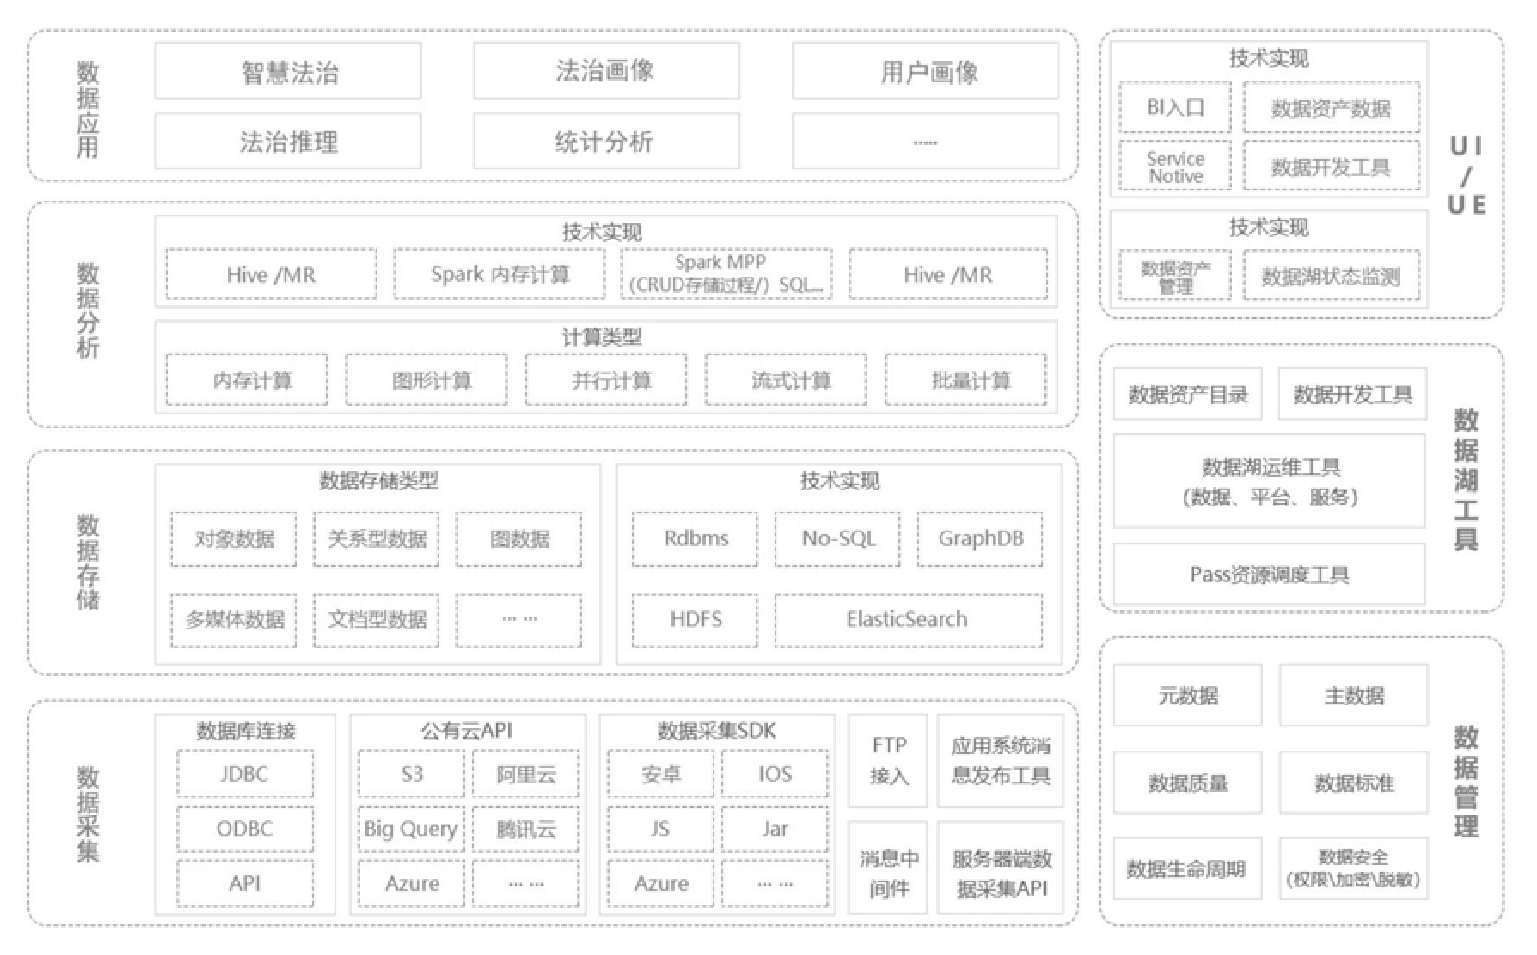 数据应用
智慧法治
法治画像
用户画像
法治推理
统计分析
......
数据分析
技术实现
Hive /MR
Spark 内存计算
Spark MPP
（CRUD存储过程/）SQL...
Hive /MR
计算类型
内存计算
图形计算
并行计算
流式计算
批量计算
数据存储
数据存储类型
对象数据
关系型数据
图数据
多媒体数据
文档型数据
... ...
技术实现
Rdbms
No-SQL
GraphDB
HDFS
ElasticSearch
数据采集
数据库连接
JDBC
ODBC
API
公有云API
S3
阿里云
Big Query
腾讯云
Azure
... ...
数据采集SDK
安卓
IOS
JS
Jar
Azure
... ...
FTP
接入
应用系统消
息发布工具
消息中
间件
服务器端数
据采集API
UI
/
UE
技术实现
BI入口
数据资产数据
Service
Notive
数据开发工具
技术实现
数据资产
管理
数据湖状态监测
数据湖工具
数据资产目录
数据开发工具
数据湖运维工具
（数据、平台、服务）
Pass资源调度工具
数据管理
元数据
主数据
数据质量
数据标准
数据生命周期
数据安全
（权限\加密\脱敏）